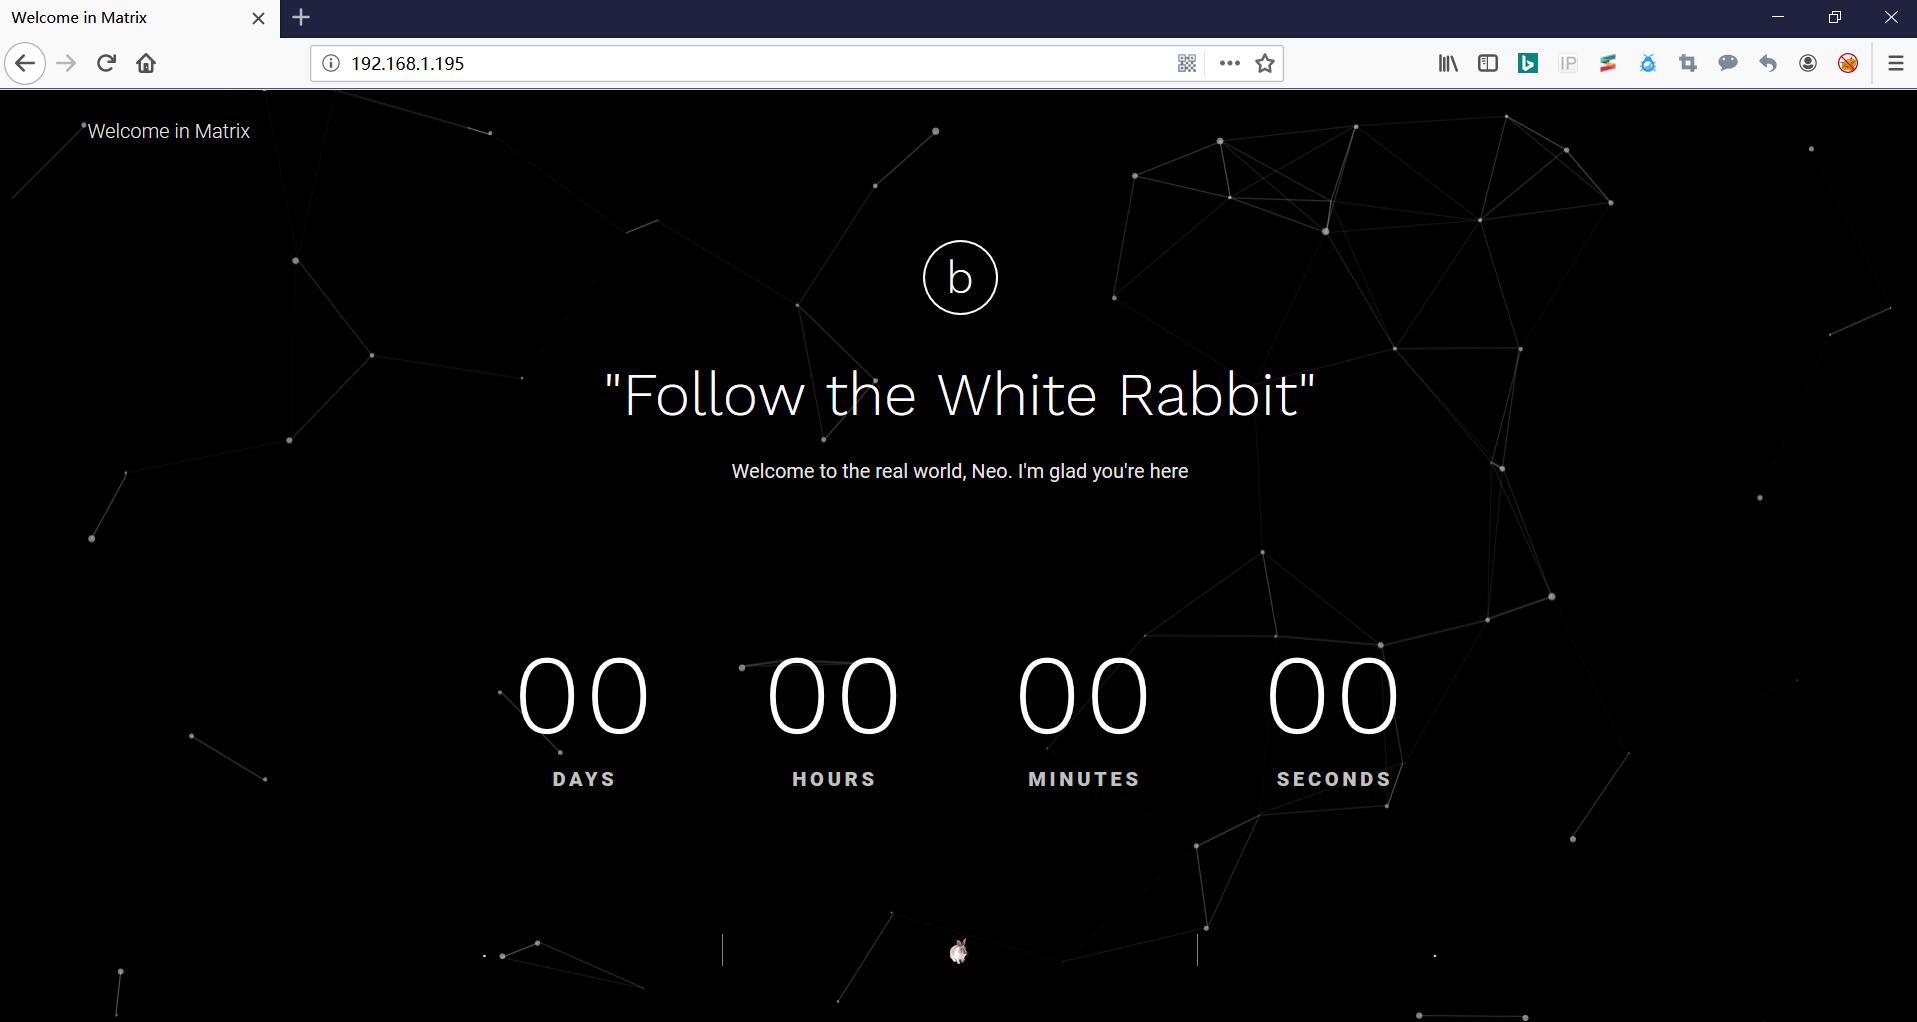 Welcome in Matrix
192.168.1.195
IP
Welcome in Matrix
b
"Follow the White Rabbit"
Welcome to the real world, Neo. I'm glad you're here
00 00 00 00
DAYS HOURS MINUTES SECONDS